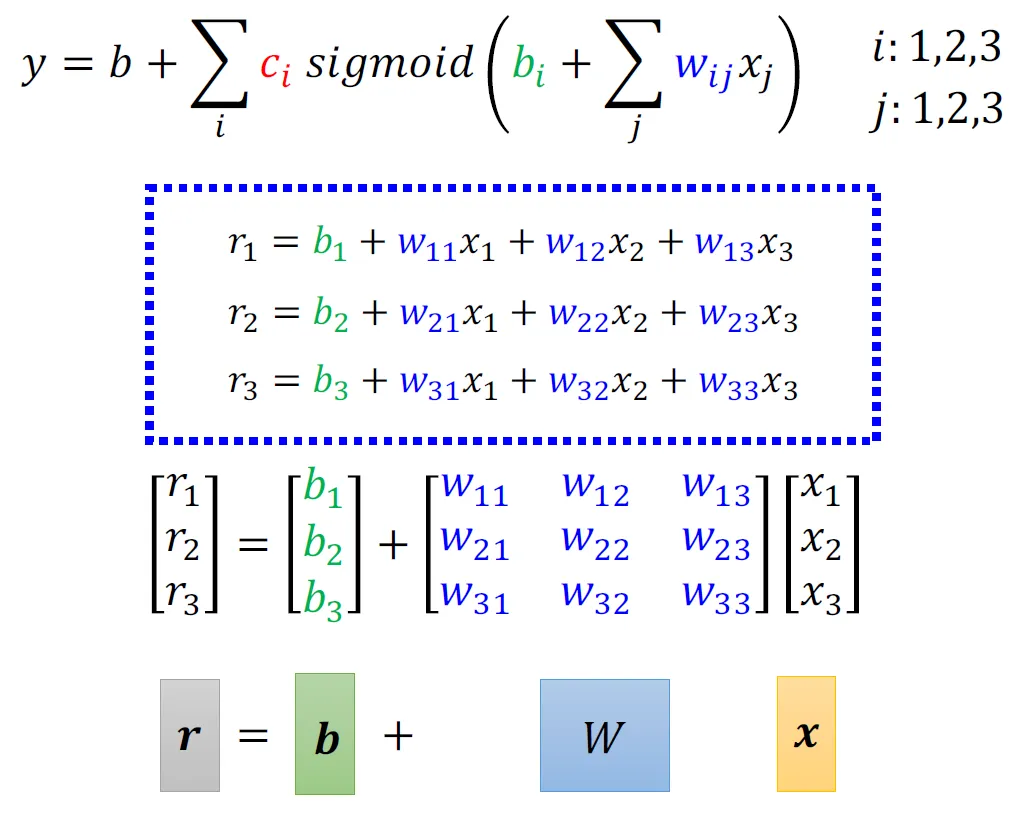 y = b + ∑_i c_i sigmoid ( b_i + ∑_j w_ij x_j )
i: 1,2,3
j: 1,2,3
r_1 = b_1 + w_11 x_1 + w_12 x_2 + w_13 x_3
r_2 = b_2 + w_21 x_1 + w_22 x_2 + w_23 x_3
r_3 = b_3 + w_31 x_1 + w_32 x_2 + w_33 x_3
[r_1 r_2 r_3] = [b_1 b_2 b_3] + [w_11 w_12 w_13 w_21 w_22 w_23 w_31 w_32 w_33] [x_1 x_2 x_3]
r = b + W x